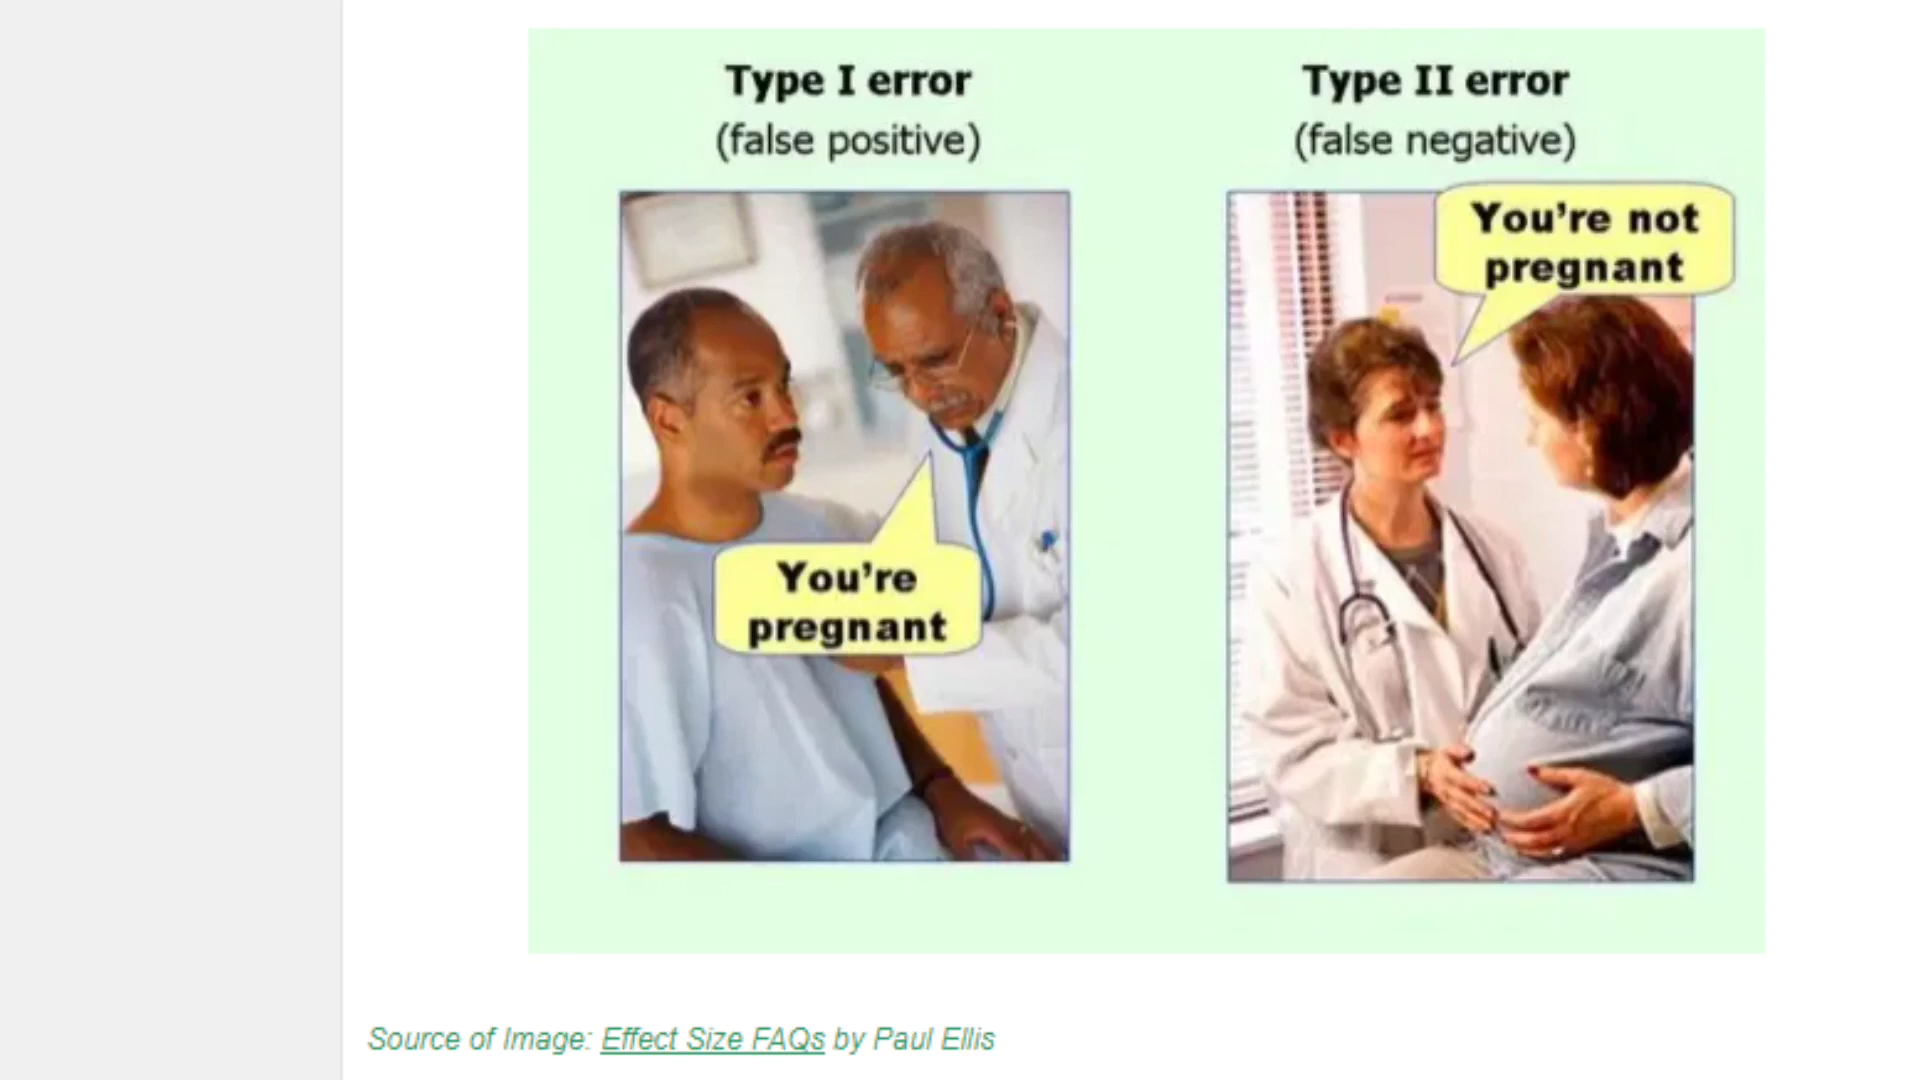 Type I error
(false positive)
You're
pregnant
Type II error
(false negative)
You're not
pregnant
Source of Image: Effect Size FAQs by Paul Ellis